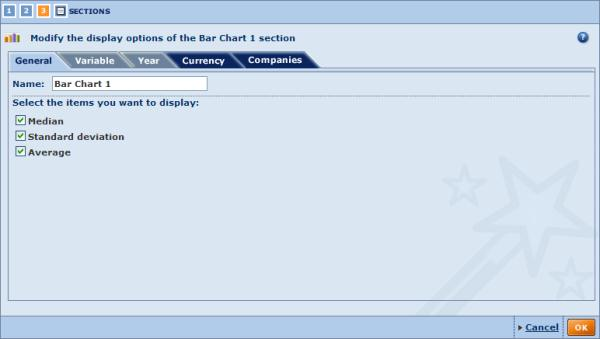 1 2 3 SECTIONS
Modify the display options of the Bar Chart 1 section ?
General Variable Year Currency Companies
Name: Bar Chart 1
Select the items you want to display:
Median
Standard deviation
Average
Cancel OK